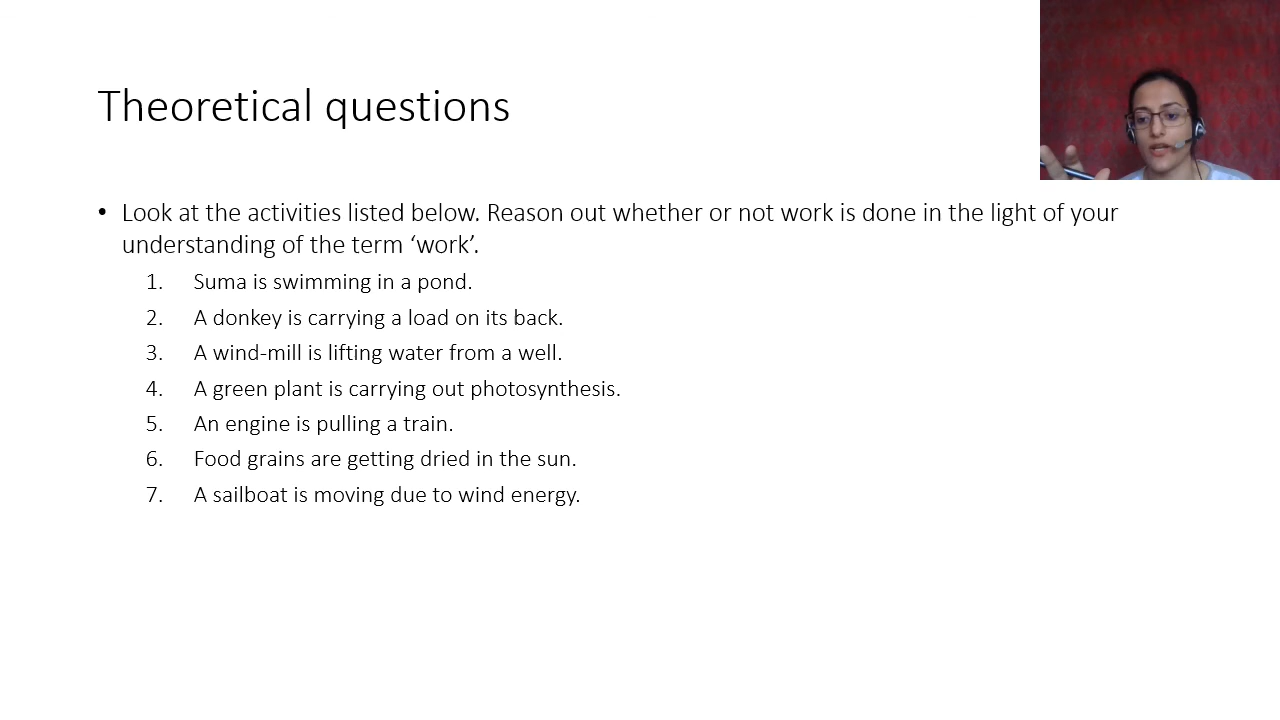 Theoretical questions
• Look at the activities listed below. Reason out whether or not work is done in the light of your
understanding of the term ‘work’.
1. Suma is swimming in a pond.
2. A donkey is carrying a load on its back.
3. A wind-mill is lifting water from a well.
4. A green plant is carrying out photosynthesis.
5. An engine is pulling a train.
6. Food grains are getting dried in the sun.
7. A sailboat is moving due to wind energy.